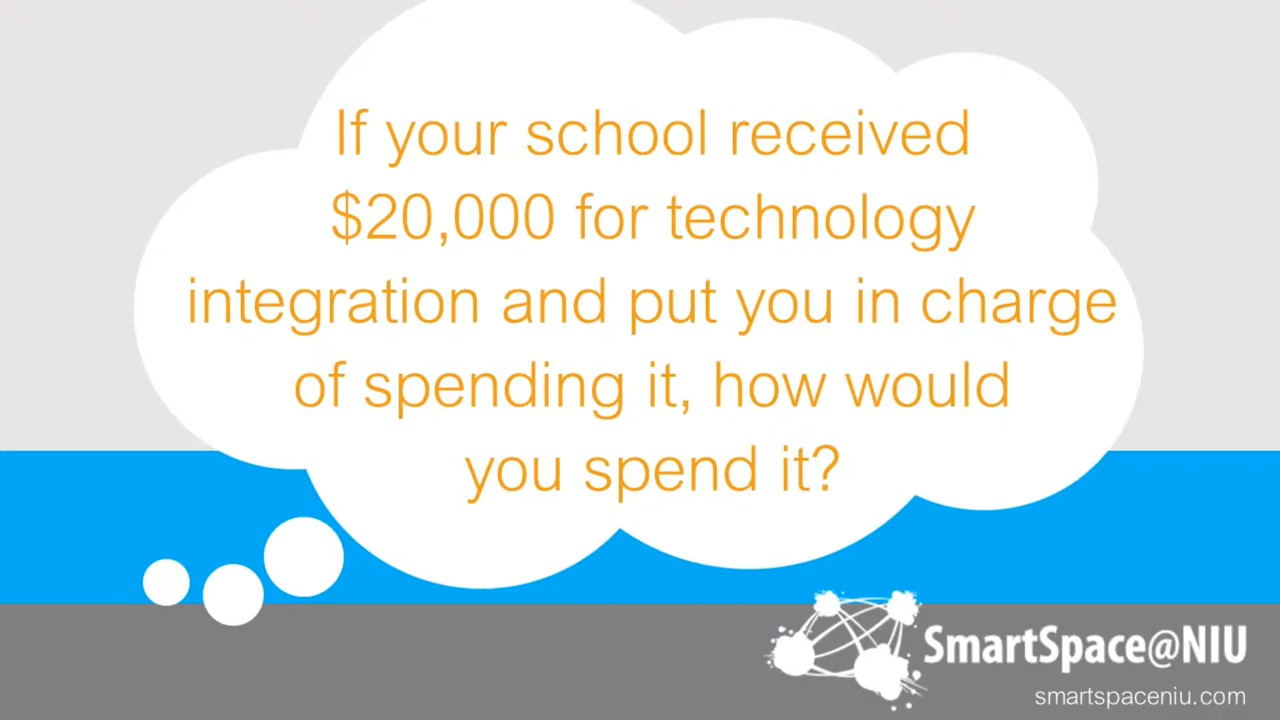 If your school received
$20,000 for technology
integration and put you in charge
of spending it, how would
you spend it?
SmartSpace@NIU
smartspaceniu.com